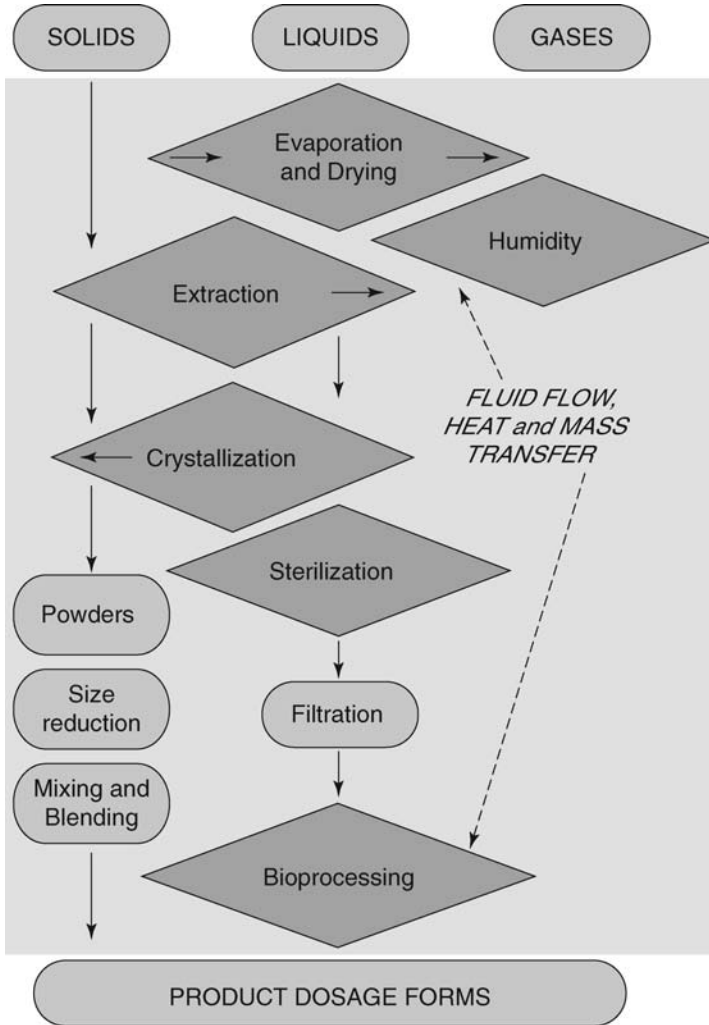 SOLIDS
LIQUIDS
GASES
Evaporation
and Drying
Humidity
Extraction
FLUID FLOW,
HEAT and MASS
TRANSFER
Crystallization
Sterilization
Powders
Size
reduction
Filtration
Mixing and
Blending
Bioprocessing
PRODUCT DOSAGE FORMS